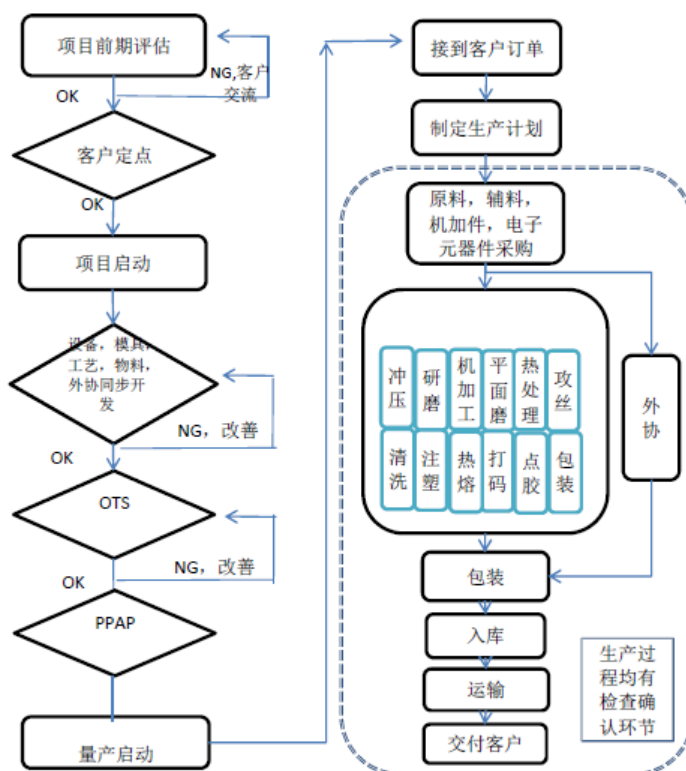 项目前期评估
NG,客户
交流
OK
客户定点
OK
项目启动
设备，模具，
工艺，物料，
外协同步开
发
NG，改善
OK
OTS
NG，改善
OK
PPAP
量产启动
接到客户订单
制定生产计划
原料，辅料，
机加件，电子
元器件采购
冲压
研磨
机加工
平面磨
热处理
攻丝
清洗
注塑
热熔
打码
点胶
包装
外协
包装
入库
运输
交付客户
生产过
程均有
检查确
认环节